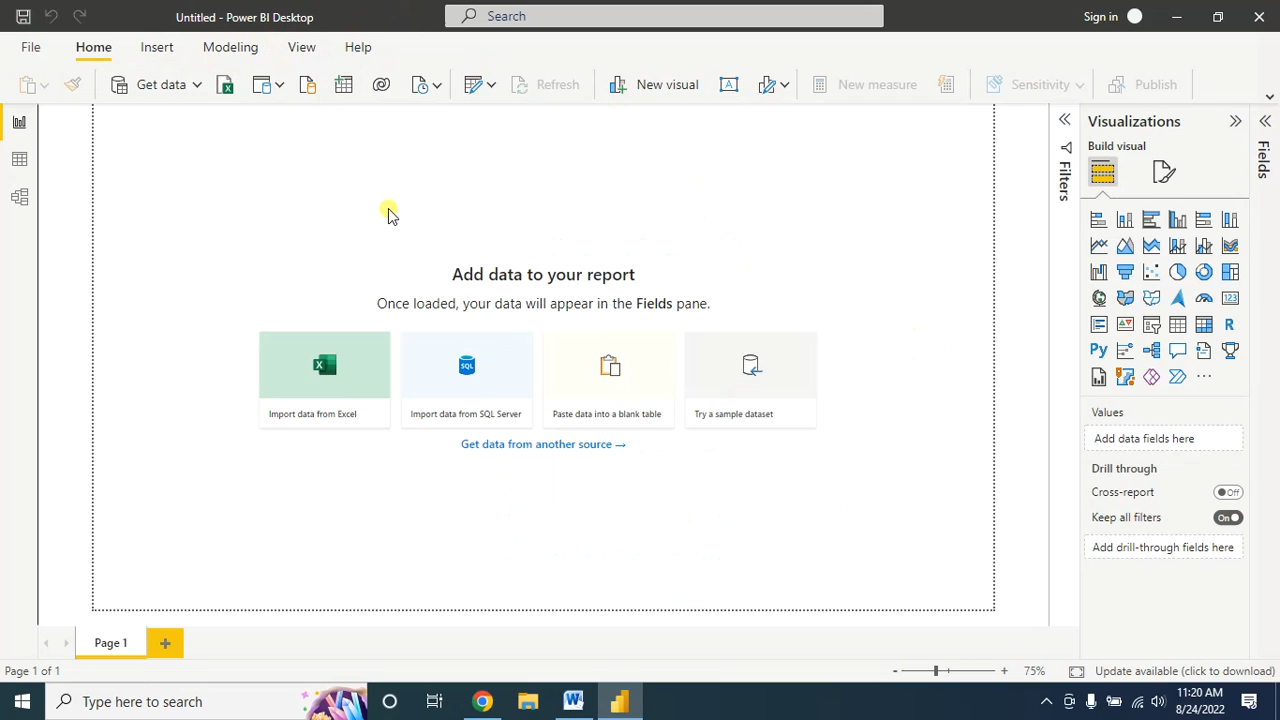 Untitled - Power BI Desktop
Search
Sign in
File
Home
Insert
Modeling
View
Help
Get data
Refresh
New visual
New measure
Sensitivity
Publish
Add data to your report
Once loaded, your data will appear in the Fields pane.
X
SQL
Import data from Excel
Import data from SQL Server
Paste data into a blank table
Try a sample dataset
Get data from another source →
Filters
Visualizations
Build visual
123
R
Py
Values
Add data fields here
Drill through
Cross-report
Off
Keep all filters
On
Add drill-through fields here
Fields
Page 1
Page 1 of 1
- + 75%
Update available (click to download)
Type here to search
W
11:20 AM
8/24/2022